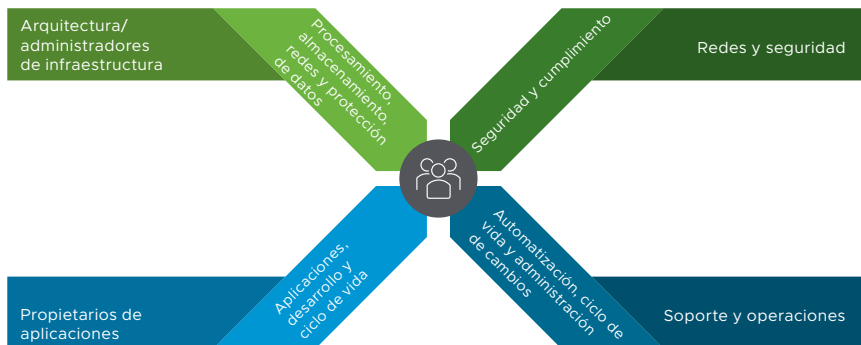 Arquitectura/
administradores
de infraestructura
Procesamiento,
almacenamiento,
redes y protección
de datos
Seguridad y cumplimiento
Redes y seguridad
Propietarios de
aplicaciones
Aplicaciones,
desarrollo y
ciclo de vida
Automatización, ciclo de
vida y administración
de cambios
Soporte y operaciones